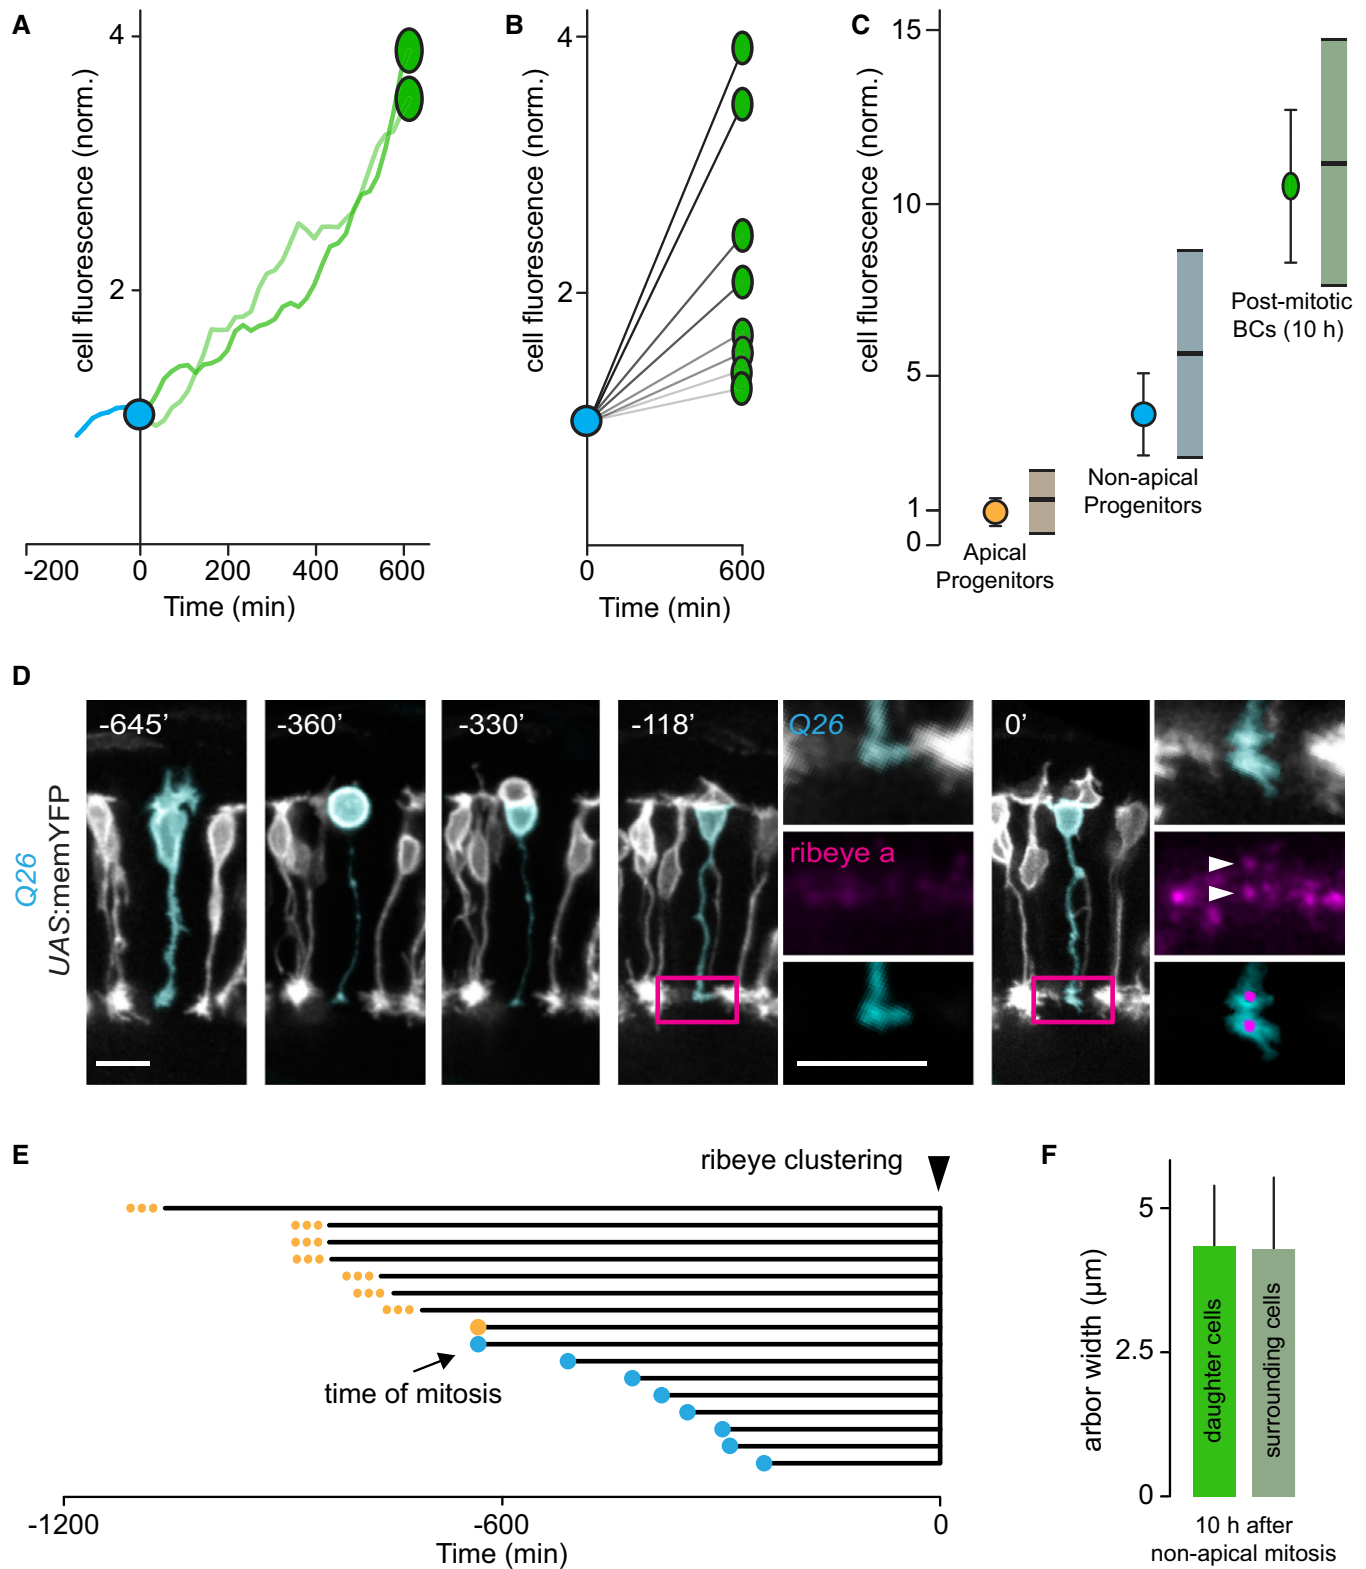 A
B
C
4
2
cell fluorescence (norm.)
-200
0
200
400
600
Time (min)
4
2
cell fluorescence (norm.)
0
600
Time (min)
15
10
5
1
0
cell fluorescence (norm.)
Post-mitotic
BCs (10 h)
Non-apical
Progenitors
Apical
Progenitors
D
Q26
UAS:memYFP
-645’
-360’
-330’
-118’
Q26
ribeye a
0’
E
ribeye clustering
time of mitosis
-1200
-600
0
Time (min)
F
5
2.5
0
arbor width (µm)
daughter cells
surrounding cells
10 h after
non-apical mitosis